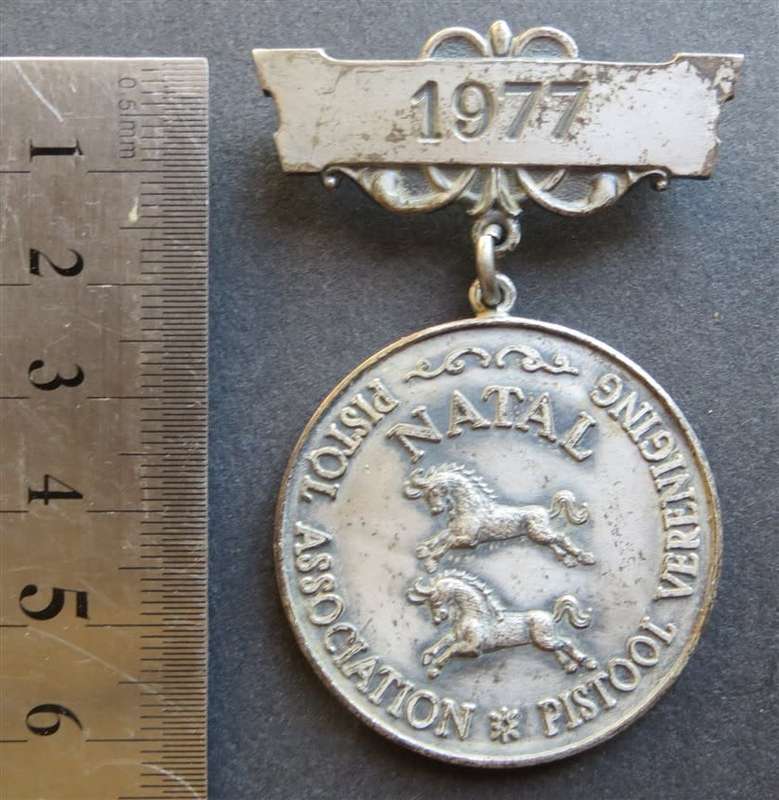 0.5mm
1
2
3
4
5
6
1977
NATAL
PISTOL ASSOCIATION * PISTOOL VERENIGING